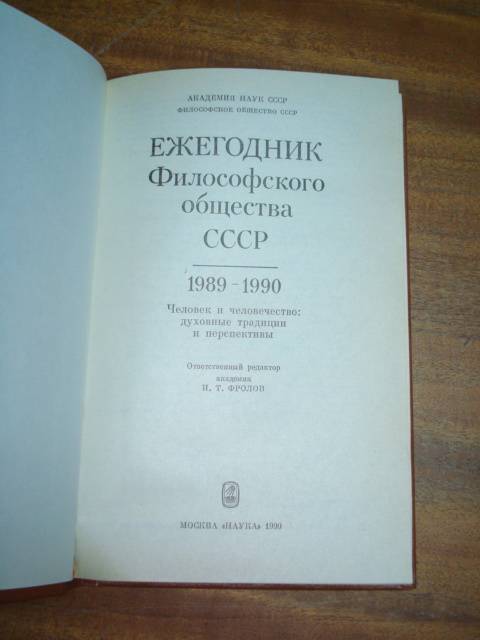 АКАДЕМИЯ НАУК СССР
ФИЛОСОФСКОЕ ОБЩЕСТВО СССР
ЕЖЕГОДНИК
Философского
общества
СССР
1989-1990
Человек и человечество:
духовные традиции
и перспективы
Ответственный редактор
академик
И. Т. ФРОЛОВ
МОСКВА «НАУКА» 1990